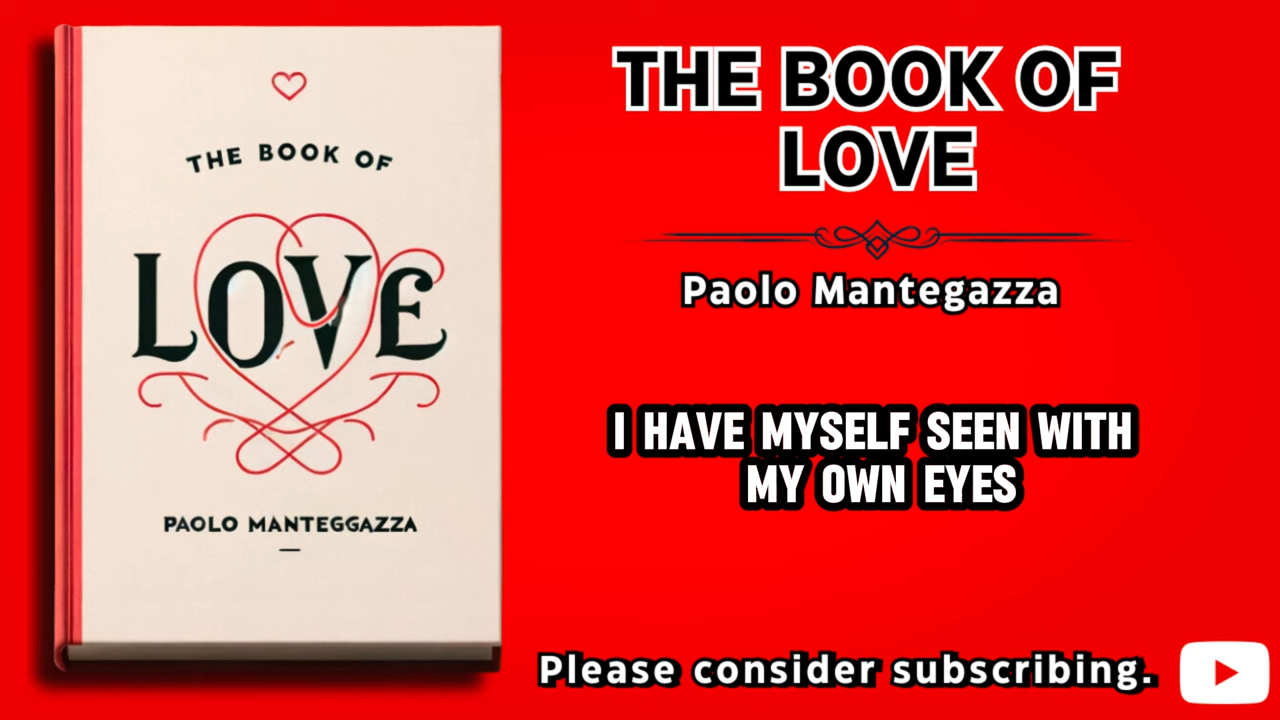 THE BOOK OF
LOVE
PAOLO MANTEGGAZZA
THE BOOK OF
LOVE
Paolo Mantegazza
I HAVE MYSELF SEEN WITH
MY OWN EYES
Please consider subscribing.